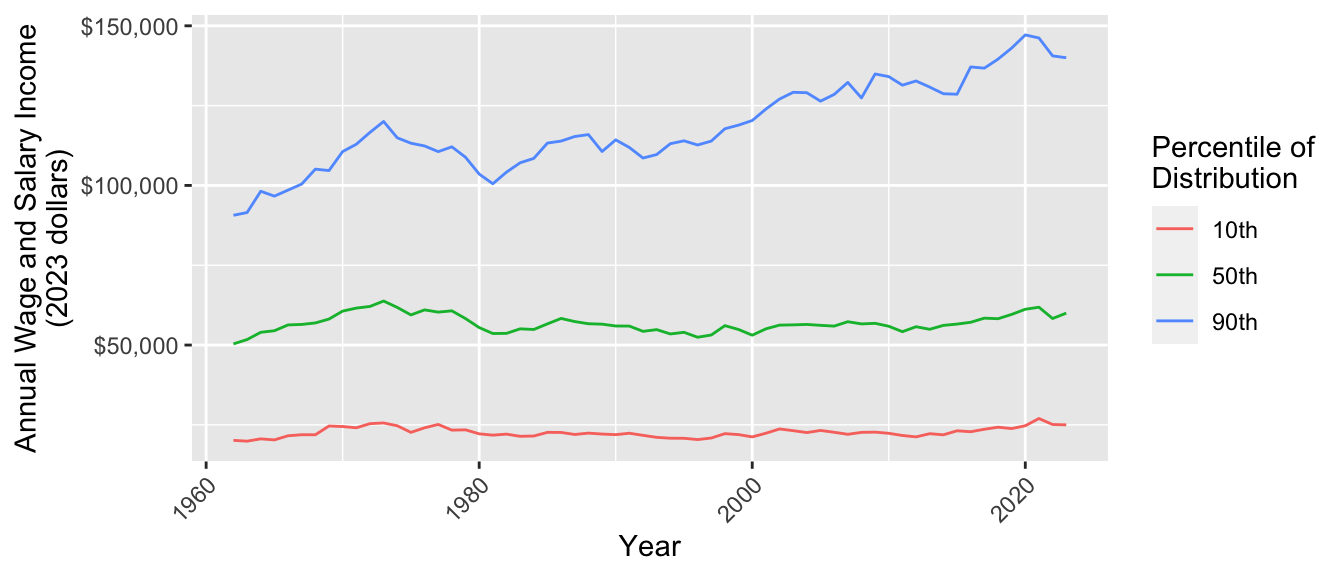 Annual Wage and Salary Income
(2023 dollars)
$150,000
$100,000
$50,000
1960
1980
2000
2020
Year
Percentile of
Distribution
10th
50th
90th